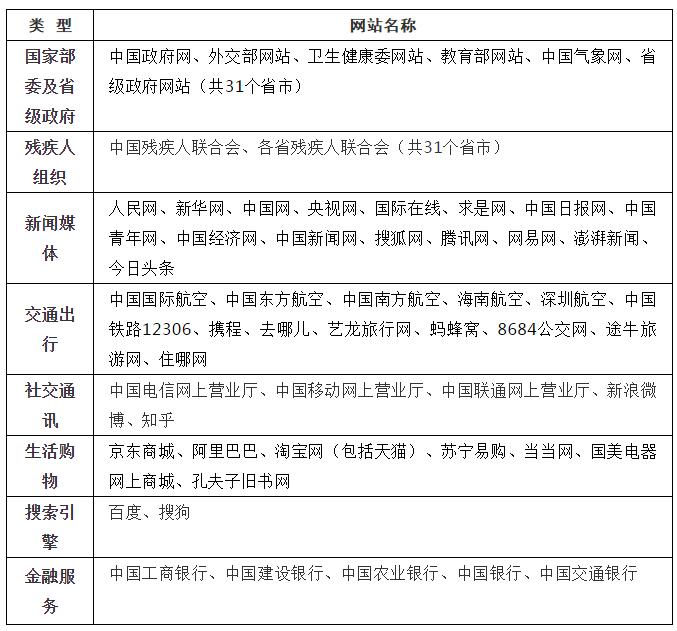 类 型 网站名称
国家部
委及省
级政府
中国政府网、外交部网站、卫生健康委网站、教育部网站、中国气象网、省
级政府网站（共31个省市）
残疾人
组织
中国残疾人联合会、各省残疾人联合会（共31个省市）
新闻媒
体
人民网、新华网、中国网、央视网、国际在线、求是网、中国日报网、中国
青年网、中国经济网、中国新闻网、搜狐网、腾讯网、网易网、澎湃新闻、
今日头条
交通出
行
中国国际航空、中国东方航空、中国南方航空、海南航空、深圳航空、中国
铁路12306、携程、去哪儿、艺龙旅行网、蚂蜂窝、8684公交网、途牛旅
游网、住哪网
社交通
讯
中国电信网上营业厅、中国移动网上营业厅、中国联通网上营业厅、新浪微
博、知乎
生活购
物
京东商城、阿里巴巴、淘宝网（包括天猫）、苏宁易购、当当网、国美电器
网上商城、孔夫子旧书网
搜索引
擎
百度、搜狗
金融服
务
中国工商银行、中国建设银行、中国农业银行、中国银行、中国交通银行